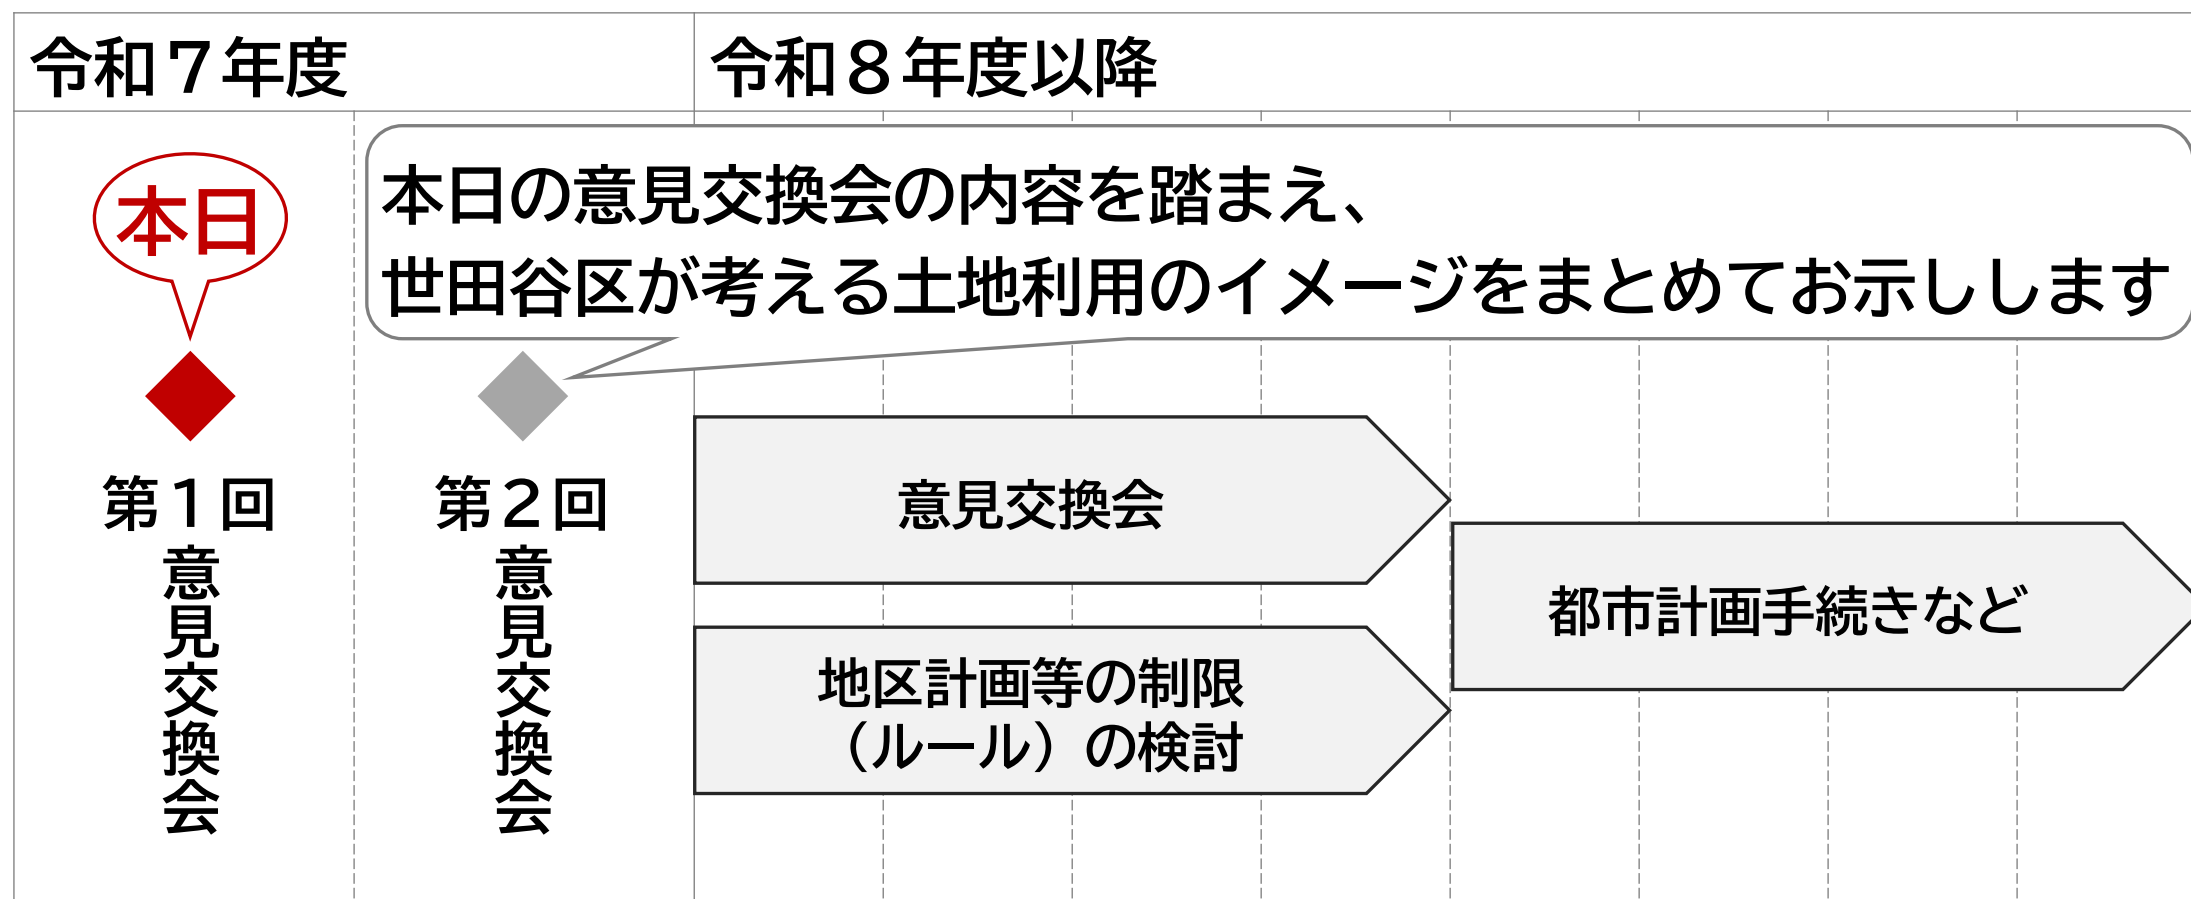 令和７年度
令和８年度以降
本日
本日の意見交換会の内容を踏まえ、
世田谷区が考える土地利用のイメージをまとめてお示しします
第１回
意見交換会
第２回
意見交換会
意見交換会
地区計画等の制限
（ルール）の検討
都市計画手続きなど